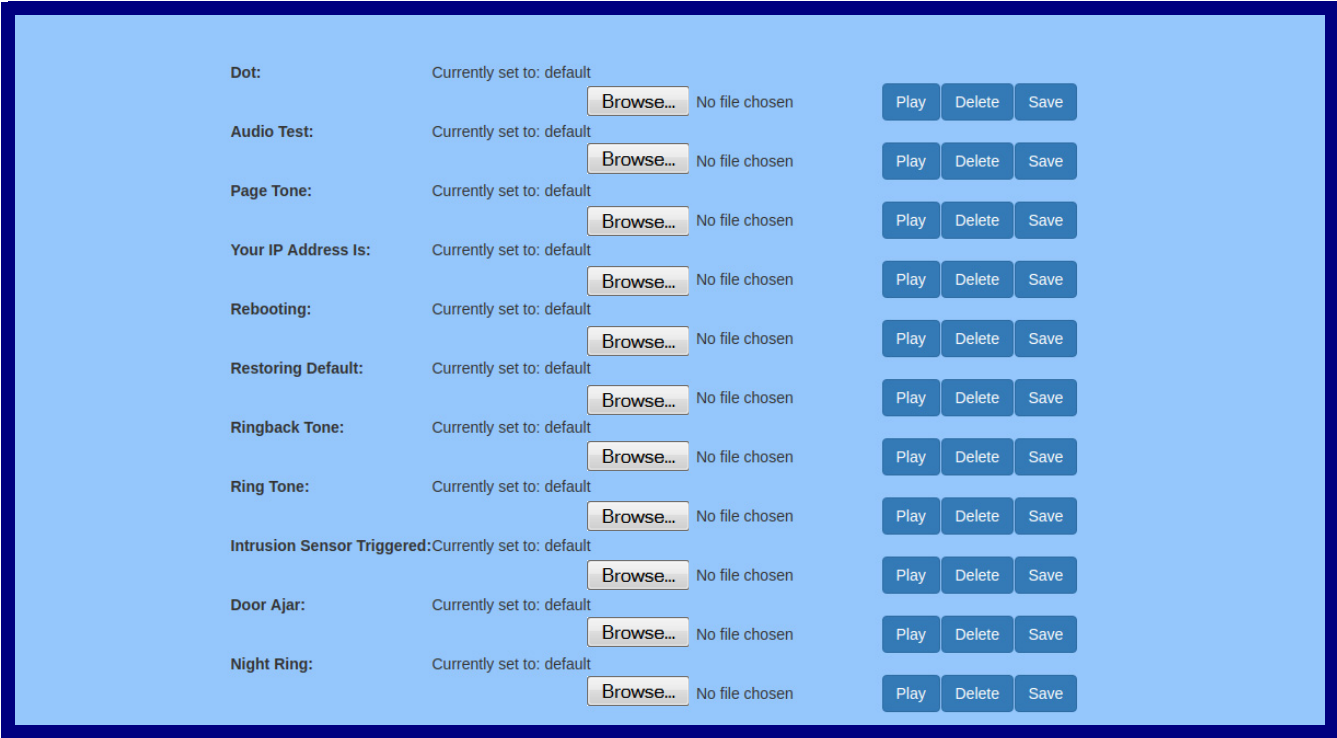 Dot: Currently set to: default
Browse... No file chosen Play Delete Save
Audio Test: Currently set to: default
Browse... No file chosen Play Delete Save
Page Tone: Currently set to: default
Browse... No file chosen Play Delete Save
Your IP Address Is: Currently set to: default
Browse... No file chosen Play Delete Save
Rebooting: Currently set to: default
Browse... No file chosen Play Delete Save
Restoring Default: Currently set to: default
Browse... No file chosen Play Delete Save
Ringback Tone: Currently set to: default
Browse... No file chosen Play Delete Save
Ring Tone: Currently set to: default
Browse... No file chosen Play Delete Save
Intrusion Sensor Triggered: Currently set to: default
Browse... No file chosen Play Delete Save
Door Ajar: Currently set to: default
Browse... No file chosen Play Delete Save
Night Ring: Currently set to: default
Browse... No file chosen Play Delete Save